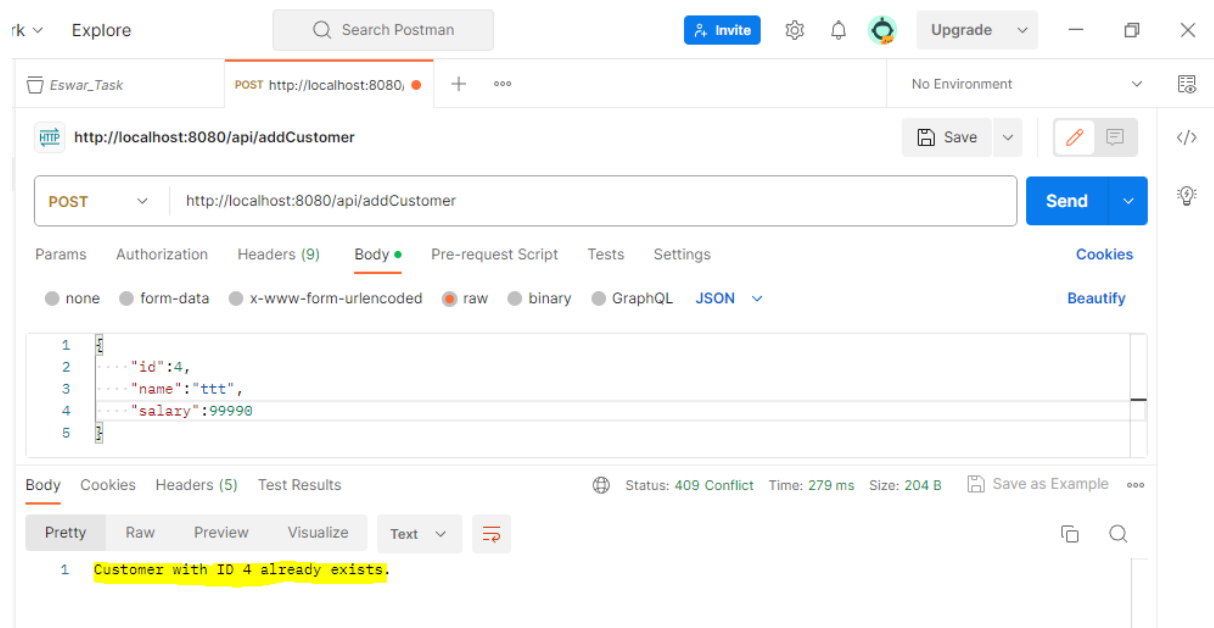 rk Explore Search Postman Invite Upgrade
Eswar_Task POST http://localhost:8080/ No Environment
HTTP http://localhost:8080/api/addCustomer Save
POST http://localhost:8080/api/addCustomer Send
Params Authorization Headers (9) Body Pre-request Script Tests Settings Cookies
none form-data x-www-form-urlencoded raw binary GraphQL JSON Beautify
1 {
2 "id":4,
3 "name":"ttt",
4 "salary":99990
5 }
Body Cookies Headers (5) Test Results Status: 409 Conflict Time: 279 ms Size: 204 B Save as Example
Pretty Raw Preview Visualize Text
1 Customer with ID 4 already exists.